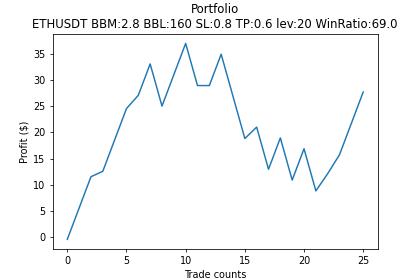 Portfolio
ETHUSDT BBM:2.8 BBL:160 SL:0.8 TP:0.6 lev:20 WinRatio:69.0
Profit ($)
35
30
25
20
15
10
5
0
0 5 10 15 20 25
Trade counts